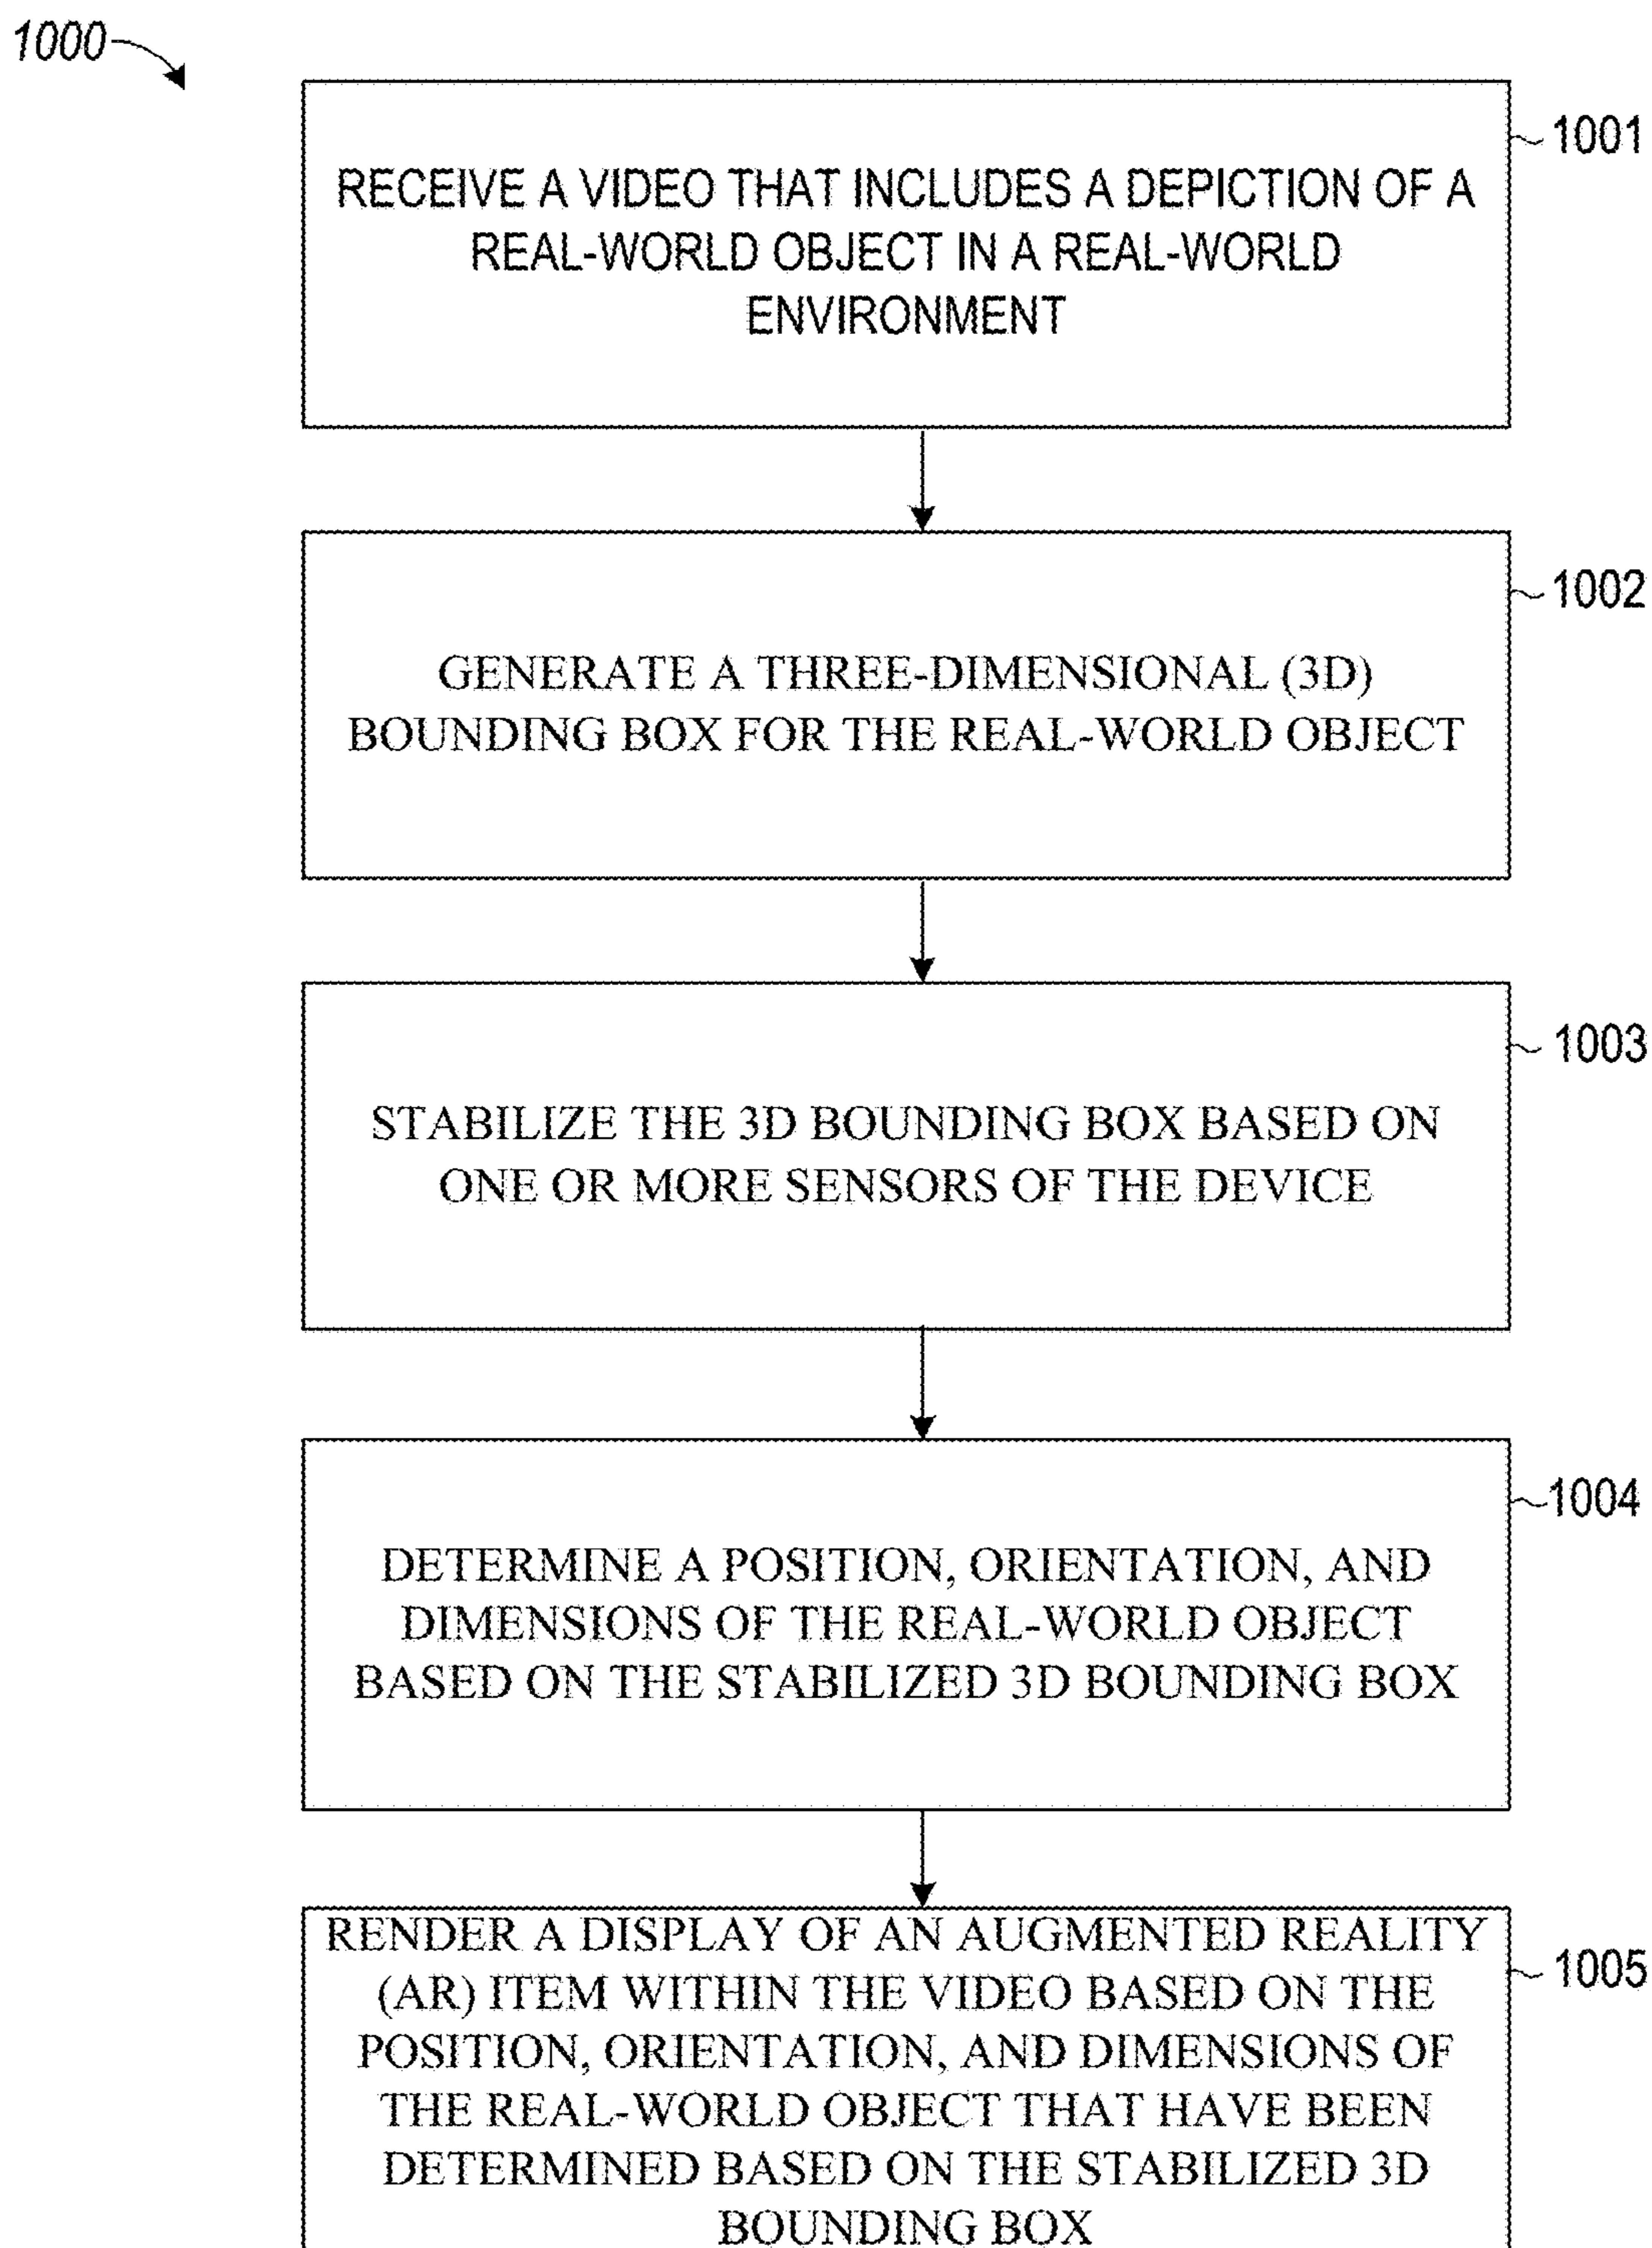 1000
RECEIVE A VIDEO THAT INCLUDES A DEPICTION OF A
REAL-WORLD OBJECT IN A REAL-WORLD
ENVIRONMENT
1001
GENERATE A THREE-DIMENSIONAL (3D)
BOUNDING BOX FOR THE REAL-WORLD OBJECT
1002
STABILIZE THE 3D BOUNDING BOX BASED ON
ONE OR MORE SENSORS OF THE DEVICE
1003
DETERMINE A POSITION, ORIENTATION, AND
DIMENSIONS OF THE REAL-WORLD OBJECT
BASED ON THE STABILIZED 3D BOUNDING BOX
1004
RENDER A DISPLAY OF AN AUGMENTED REALITY
(AR) ITEM WITHIN THE VIDEO BASED ON THE
POSITION, ORIENTATION, AND DIMENSIONS OF
THE REAL-WORLD OBJECT THAT HAVE BEEN
DETERMINED BASED ON THE STABILIZED 3D
BOUNDING BOX
1005